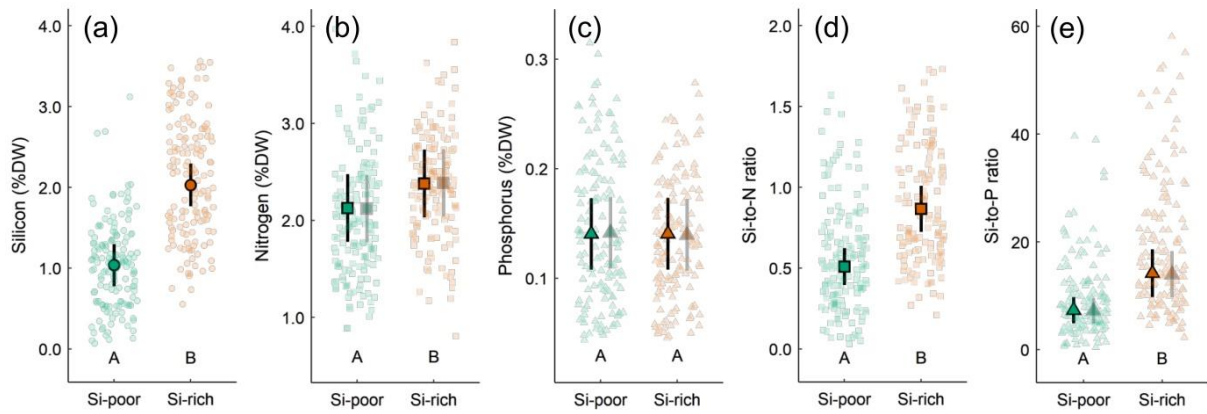 (a)
Silicon (%DW)
4.0
3.0
2.0
1.0
0.0
A
B
Si-poor
Si-rich
(b)
Nitrogen (%DW)
4.0
3.0
2.0
1.0
A
B
Si-poor
Si-rich
(c)
Phosphorus (%DW)
0.3
0.2
0.1
A
A
Si-poor
Si-rich
(d)
Si-to-N ratio
2.0
1.5
1.0
0.5
0.0
A
B
Si-poor
Si-rich
(e)
Si-to-P ratio
60
40
20
0
A
B
Si-poor
Si-rich